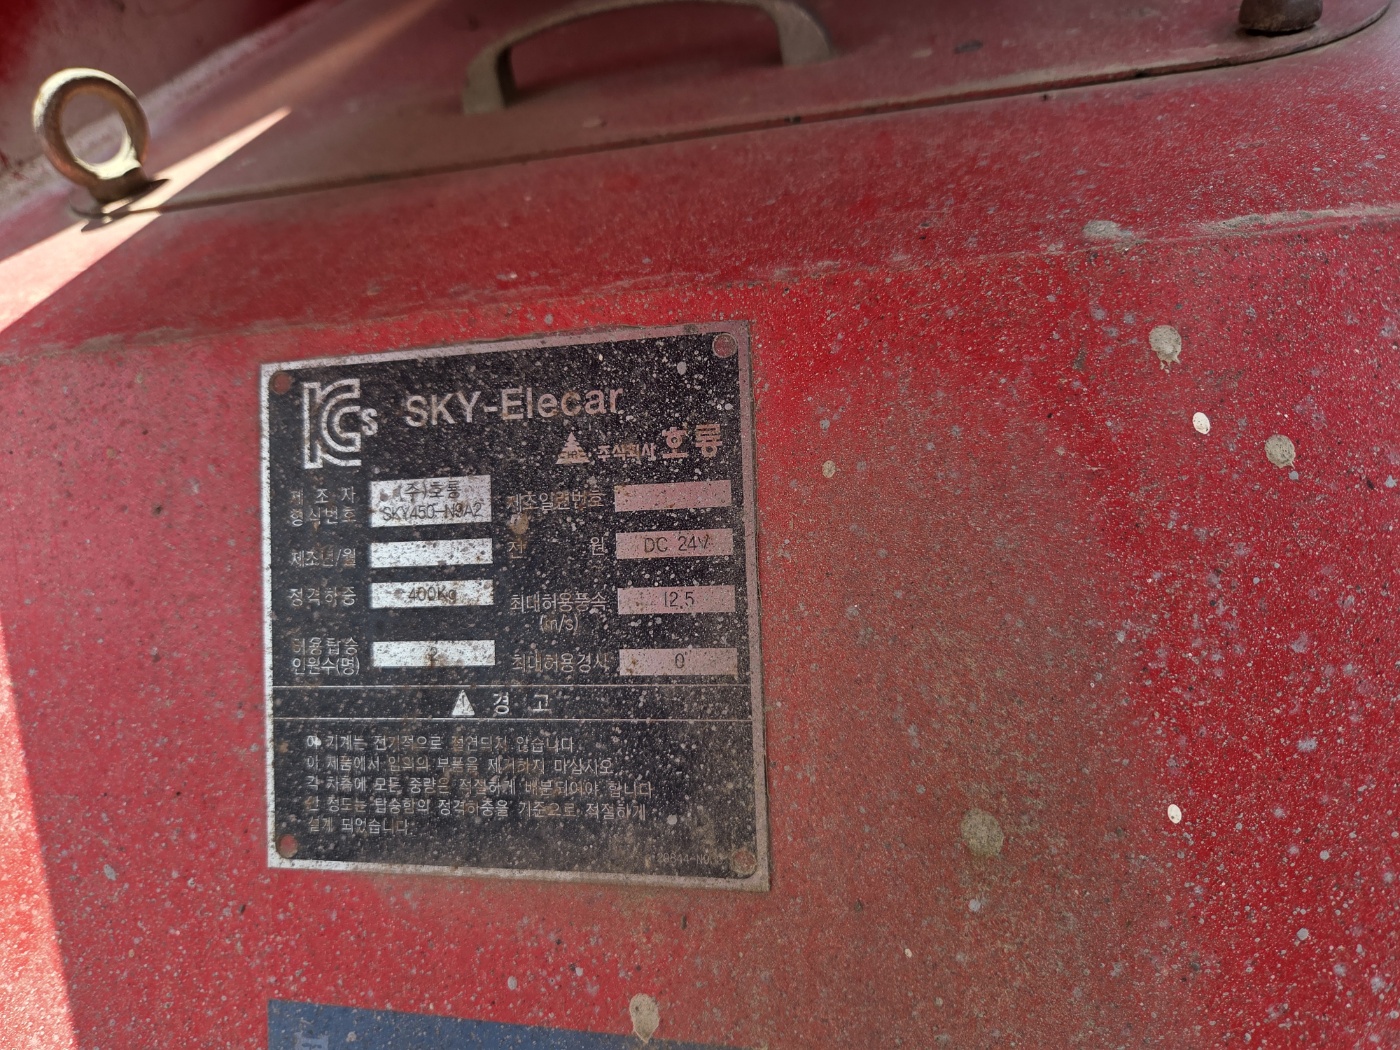 KCs SKY-Elecar
주식회사 호룡
제 조 자 (주)호룡
형식번호 SKY450-N3A2 제조일련번호
제조년/월 전 원 DC 24V
정격하중 400Kg 최대허용풍속 12.5
(m/s)
허용탑승
인원수(명) 2 최대허용경사 0°
경 고
이 기계는 전기적으로 절연되지 않습니다.
이 제품에서 임의의 부품을 제거하지 마십시오.
각 차축에 모든 중량은 적절하게 배분되어야 합니다.
선정도는 탑승함의 정격하중을 기준으로 적절하게
설계 되었습니다.